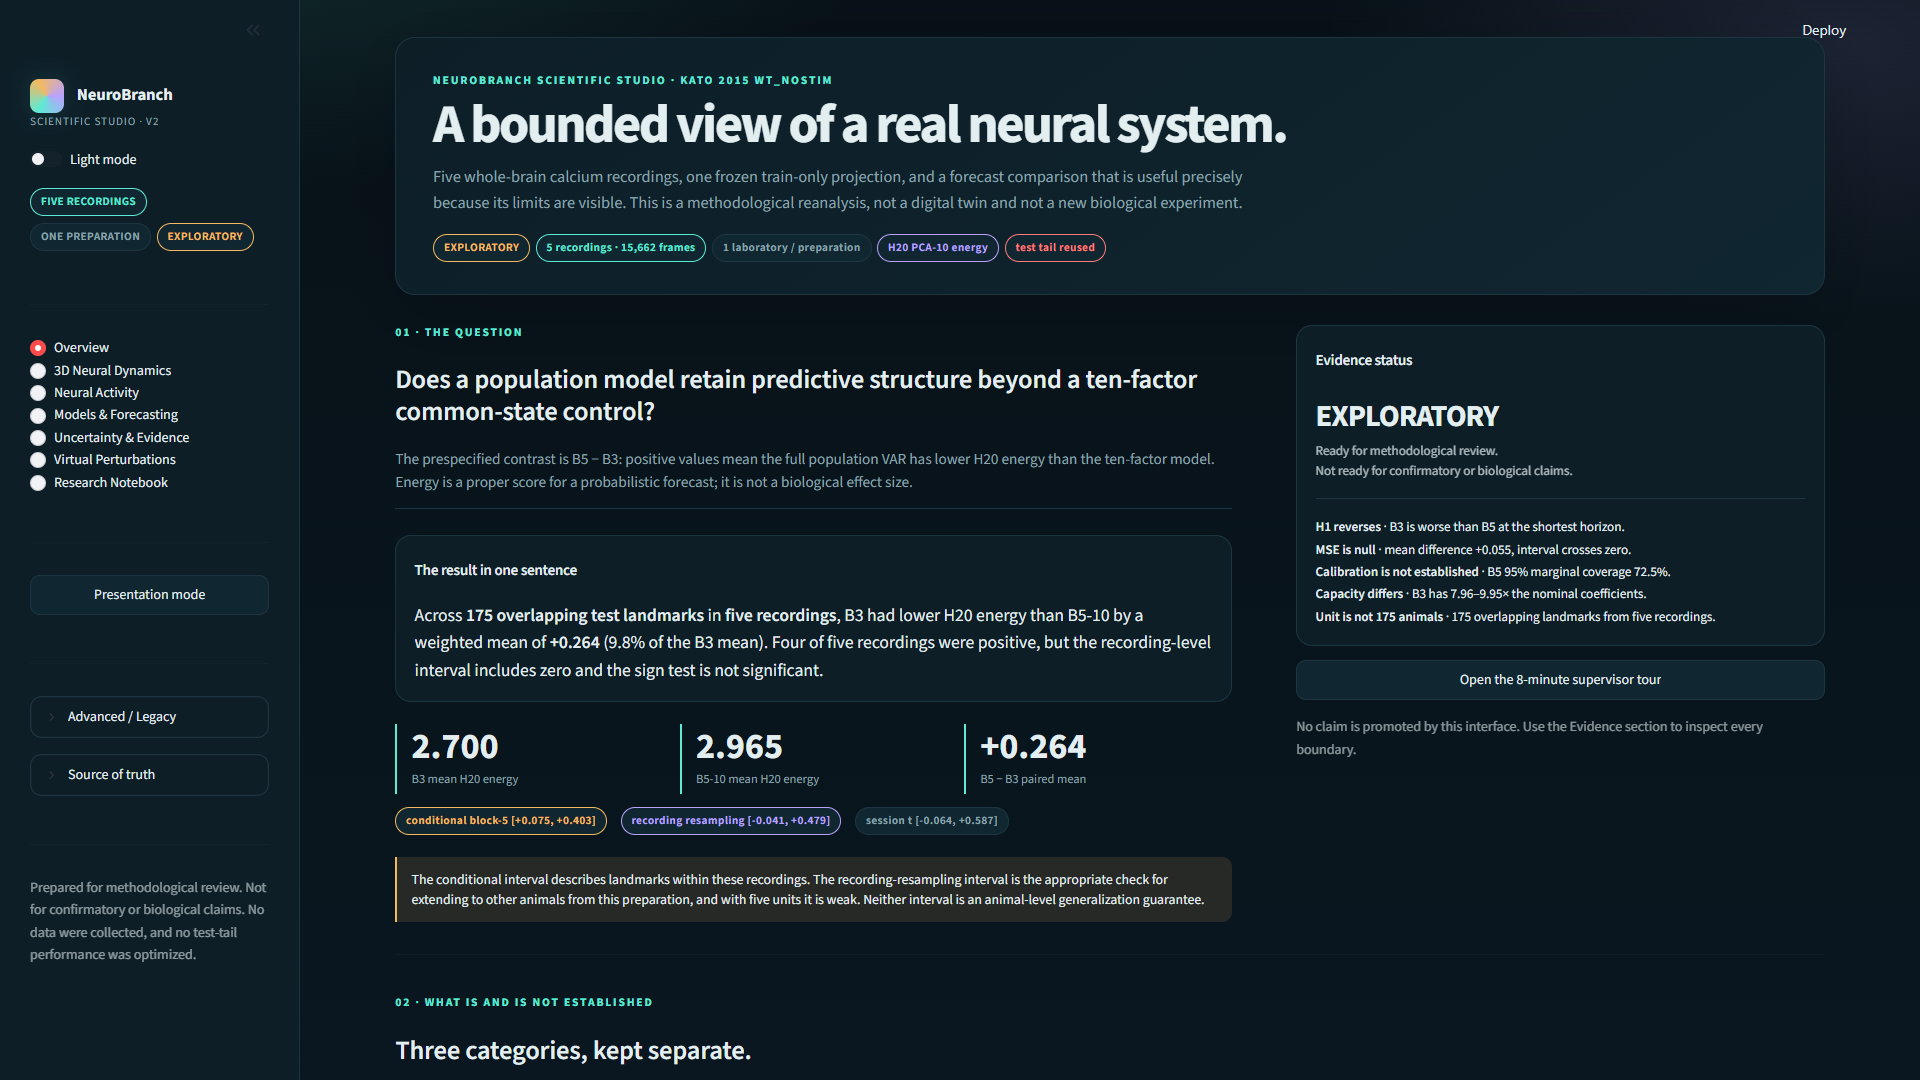 Deploy
NeuroBranch
SCIENTIFIC STUDIO · V2
Light mode
FIVE RECORDINGS
ONE PREPARATION
EXPLORATORY
Overview
3D Neural Dynamics
Neural Activity
Models & Forecasting
Uncertainty & Evidence
Virtual Perturbations
Research Notebook
Presentation mode
Advanced / Legacy
Source of truth
Prepared for methodological review. Not
for confirmatory or biological claims. No
data were collected, and no test-tail
performance was optimized.
NEUROBRANCH SCIENTIFIC STUDIO · KATO 2015 WT_NOSTIM
A bounded view of a real neural system.
Five whole-brain calcium recordings, one frozen train-only projection, and a forecast comparison that is useful precisely
because its limits are visible. This is a methodological reanalysis, not a digital twin and not a new biological experiment.
EXPLORATORY
5 recordings · 15,662 frames
1 laboratory / preparation
H20 PCA-10 energy
test tail reused
01 · THE QUESTION
Does a population model retain predictive structure beyond a ten-factor
common-state control?
The prespecified contrast is B5 − B3: positive values mean the full population VAR has lower H20 energy than the ten-factor model.
Energy is a proper score for a probabilistic forecast; it is not a biological effect size.
The result in one sentence
Across 175 overlapping test landmarks in five recordings, B3 had lower H20 energy than B5-10 by a
weighted mean of +0.264 (9.8% of the B3 mean). Four of five recordings were positive, but the recording-level
interval includes zero and the sign test is not significant.
2.700
B3 mean H20 energy
2.965
B5-10 mean H20 energy
+0.264
B5 − B3 paired mean
conditional block-5 [+0.075, +0.403]
recording resampling [-0.041, +0.479]
session t [-0.064, +0.587]
The conditional interval describes landmarks within these recordings. The recording-resampling interval is the appropriate check for
extending to other animals from this preparation, and with five units it is weak. Neither interval is an animal-level generalization guarantee.
Evidence status
EXPLORATORY
Ready for methodological review.
Not ready for confirmatory or biological claims.
H1 reverses · B3 is worse than B5 at the shortest horizon.
MSE is null · mean difference +0.055, interval crosses zero.
Calibration is not established · B5 95% marginal coverage 72.5%.
Capacity differs · B3 has 7.96–9.95× the nominal coefficients.
Unit is not 175 animals · 175 overlapping landmarks from five recordings.
Open the 8-minute supervisor tour
No claim is promoted by this interface. Use the Evidence section to inspect every
boundary.
02 · WHAT IS AND IS NOT ESTABLISHED
Three categories, kept separate.